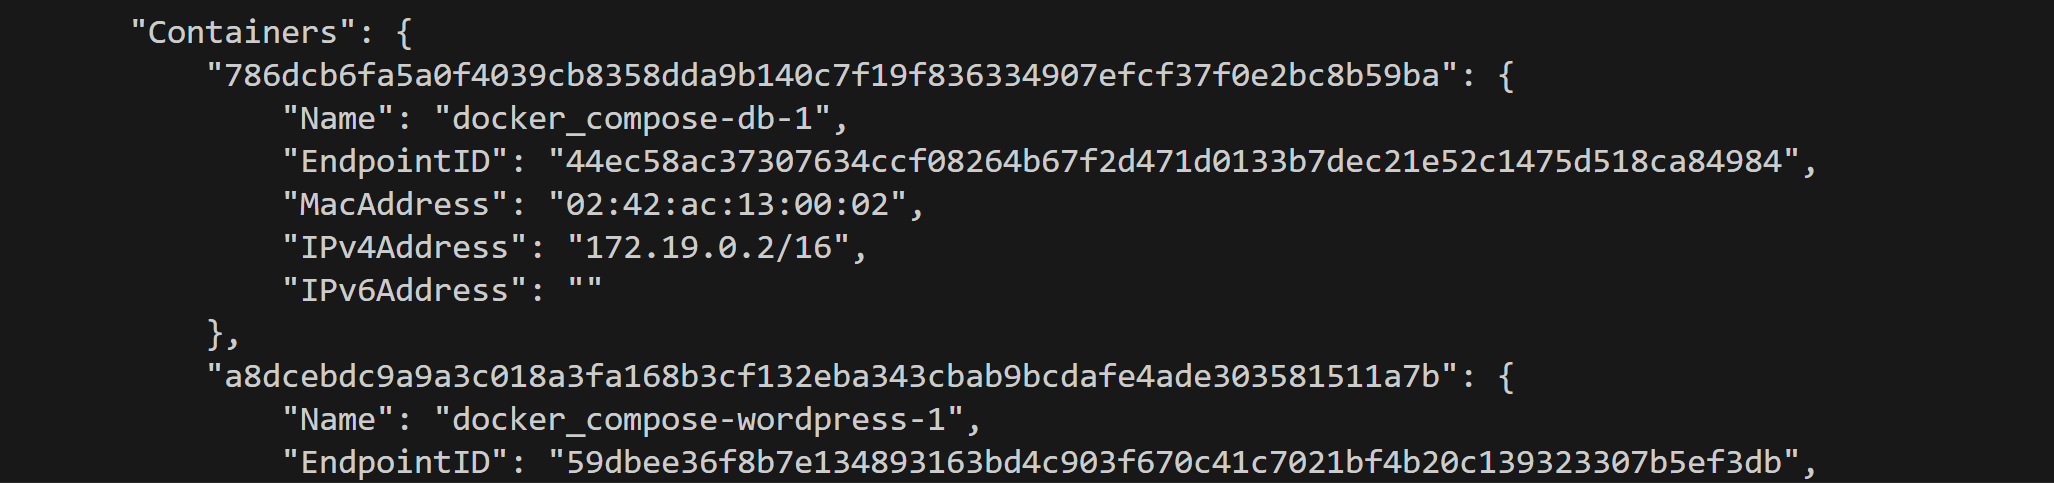 "Containers": {
"786dcb6fa5a0f4039cb8358dda9b140c7f19f836334907efcf37f0e2bc8b59ba": {
"Name": "docker_compose-db-1",
"EndpointID": "44ec58ac37307634ccf08264b67f2d471d0133b7dec21e52c1475d518ca84984",
"MacAddress": "02:42:ac:13:00:02",
"IPv4Address": "172.19.0.2/16",
"IPv6Address": ""
},
"a8dcebdc9a9a3c018a3fa168b3cf132eba343cbab9bcdafe4ade303581511a7b": {
"Name": "docker_compose-wordpress-1",
"EndpointID": "59dbee36f8b7e134893163bd4c903f670c41c7021bf4b20c139323307b5ef3db",